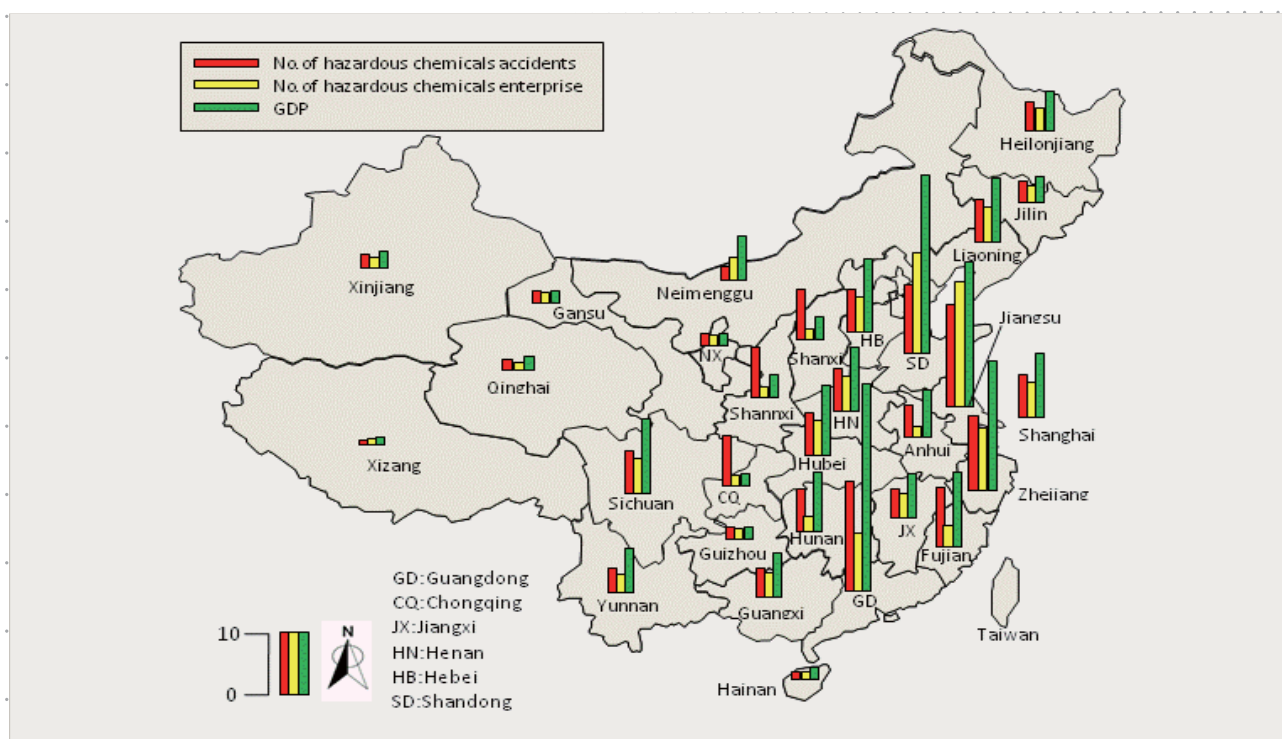 No. of hazardous chemicals accidents
No. of hazardous chemicals enterprise
GDP
Heilonjiang
Jilin
Liaoning
Xinjiang
Neimenggu
Gansu
Jiangsu
HB
NX
Shanxi
SD
Qinghai
Shannxi
HN
Shanghai
Anhui
Xizang
Hubei
Zhejiang
Sichuan
CQ
JX
Hunan
Guizhou
Fujian
GD:Guangdong
Yunnan
Guangxi
GD
CQ:Chongqing
JX:Jiangxi
Taiwan
10
N
HN:Henan
HB:Hebei
0
SD:Shandong
Hainan